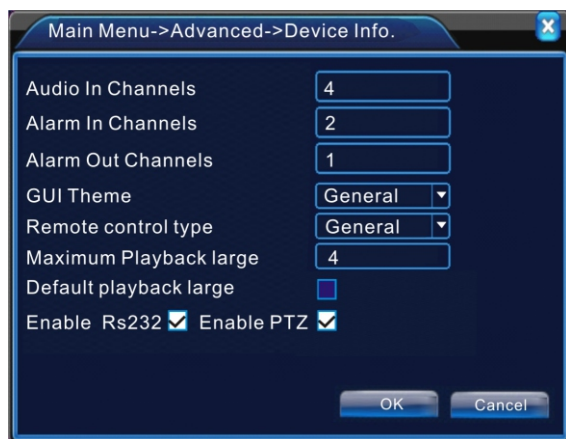 Main Menu->Advanced->Device Info.
Audio In Channels 4
Alarm In Channels 2
Alarm Out Channels 1
GUI Theme General
Remote control type General
Maximum Playback large 4
Default playback large
Enable Rs232 Enable PTZ
OK Cancel